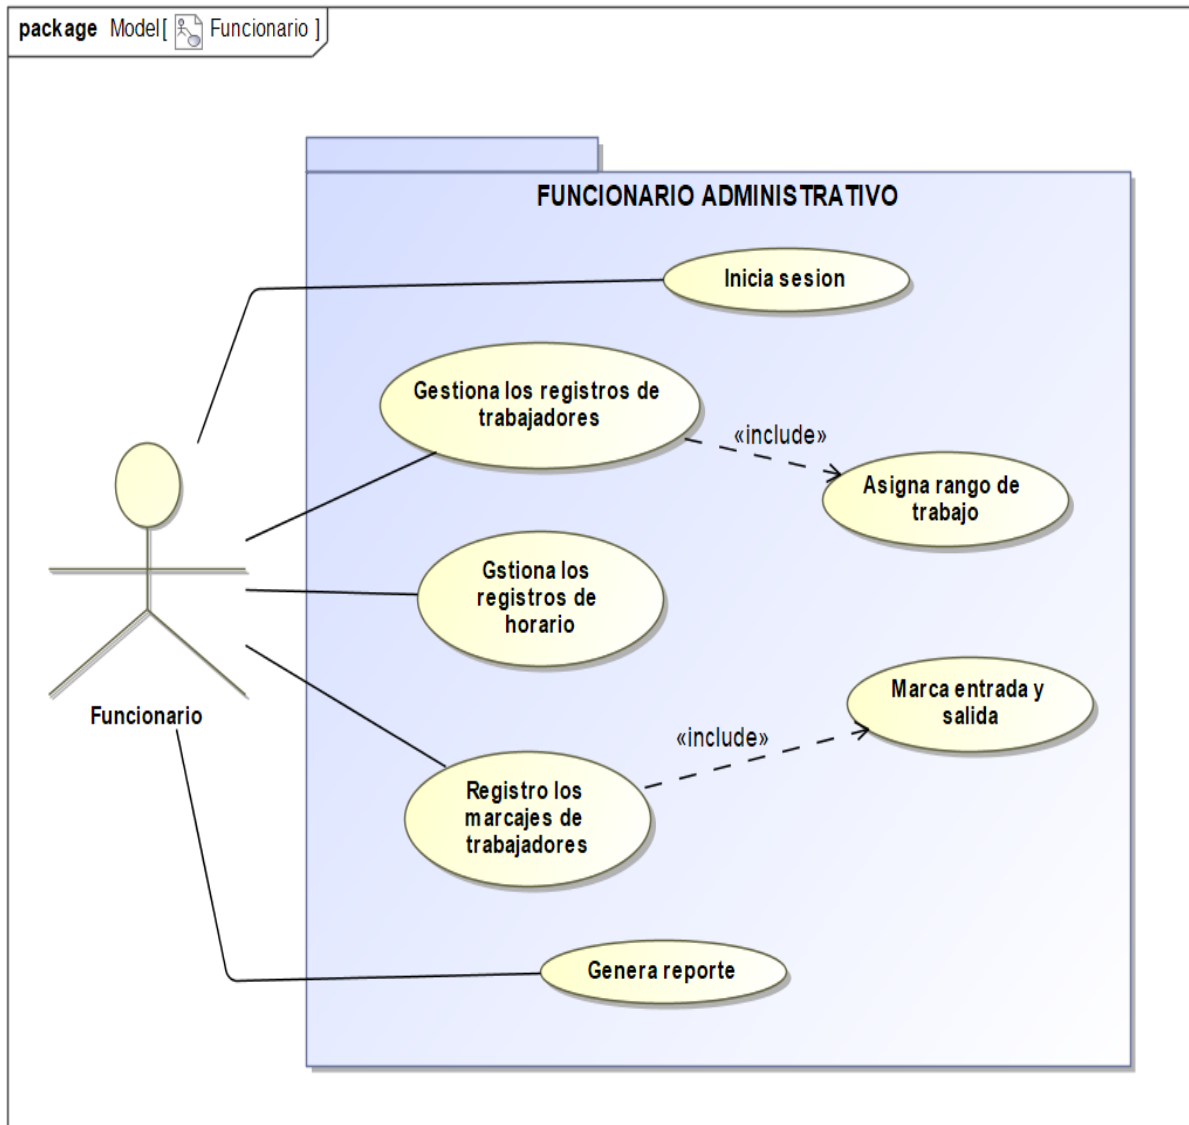 package Model[ Funcionario ]
FUNCIONARIO ADMINISTRATIVO
Inicia sesion
Gestiona los registros de
trabajadores
«include»
Asigna rango de
trabajo
Gstiona los
registros de
horario
Marca entrada y
salida
Funcionario
«include»
Registro los
marcajes de
trabajadores
Genera reporte